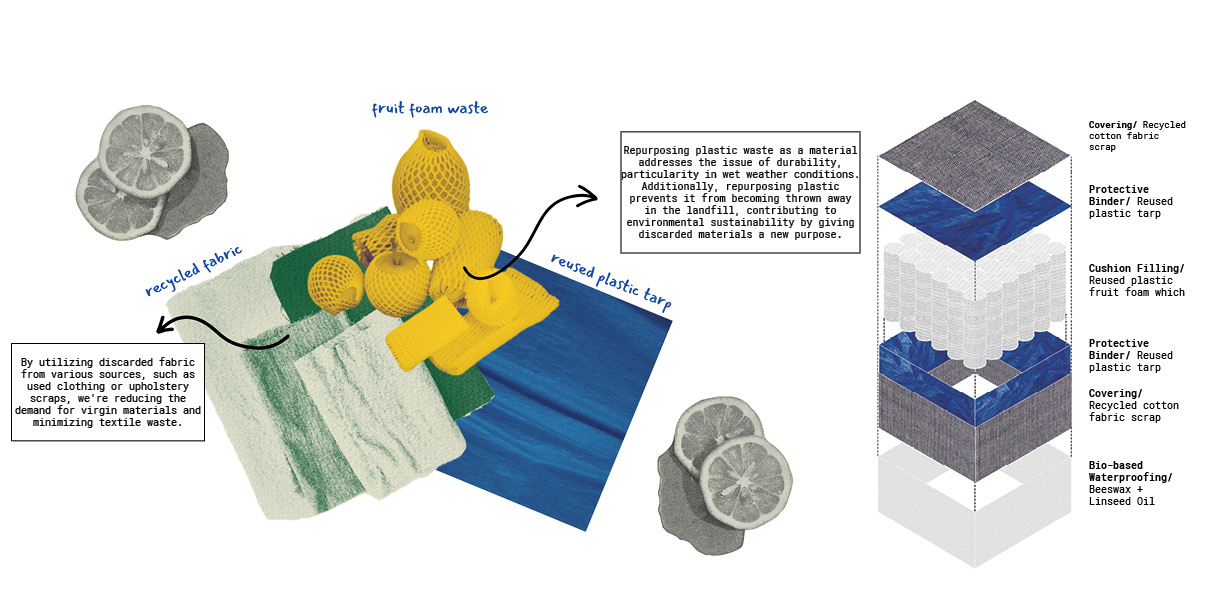 fruit foam waste
recycled fabric
reused plastic tarp
Repurposing plastic waste as a material
addresses the issue of durability,
particularity in wet weather conditions.
Additionally, repurposing plastic
prevents it from becoming thrown away
in the landfill, contributing to
environmental sustainability by giving
discarded materials a new purpose.
By utilizing discarded fabric
from various sources, such as
used clothing or upholstery
scraps, we're reducing the
demand for virgin materials and
minimizing textile waste.
Covering/ Recycled
cotton fabric
scrap
Protective
Binder/ Reused
plastic tarp
Cushion Filling/
Reused plastic
fruit foam which
Protective
Binder/ Reused
plastic tarp
Covering/
Recycled cotton
fabric scrap
Bio-based
Waterproofing/
Beeswax +
Linseed Oil